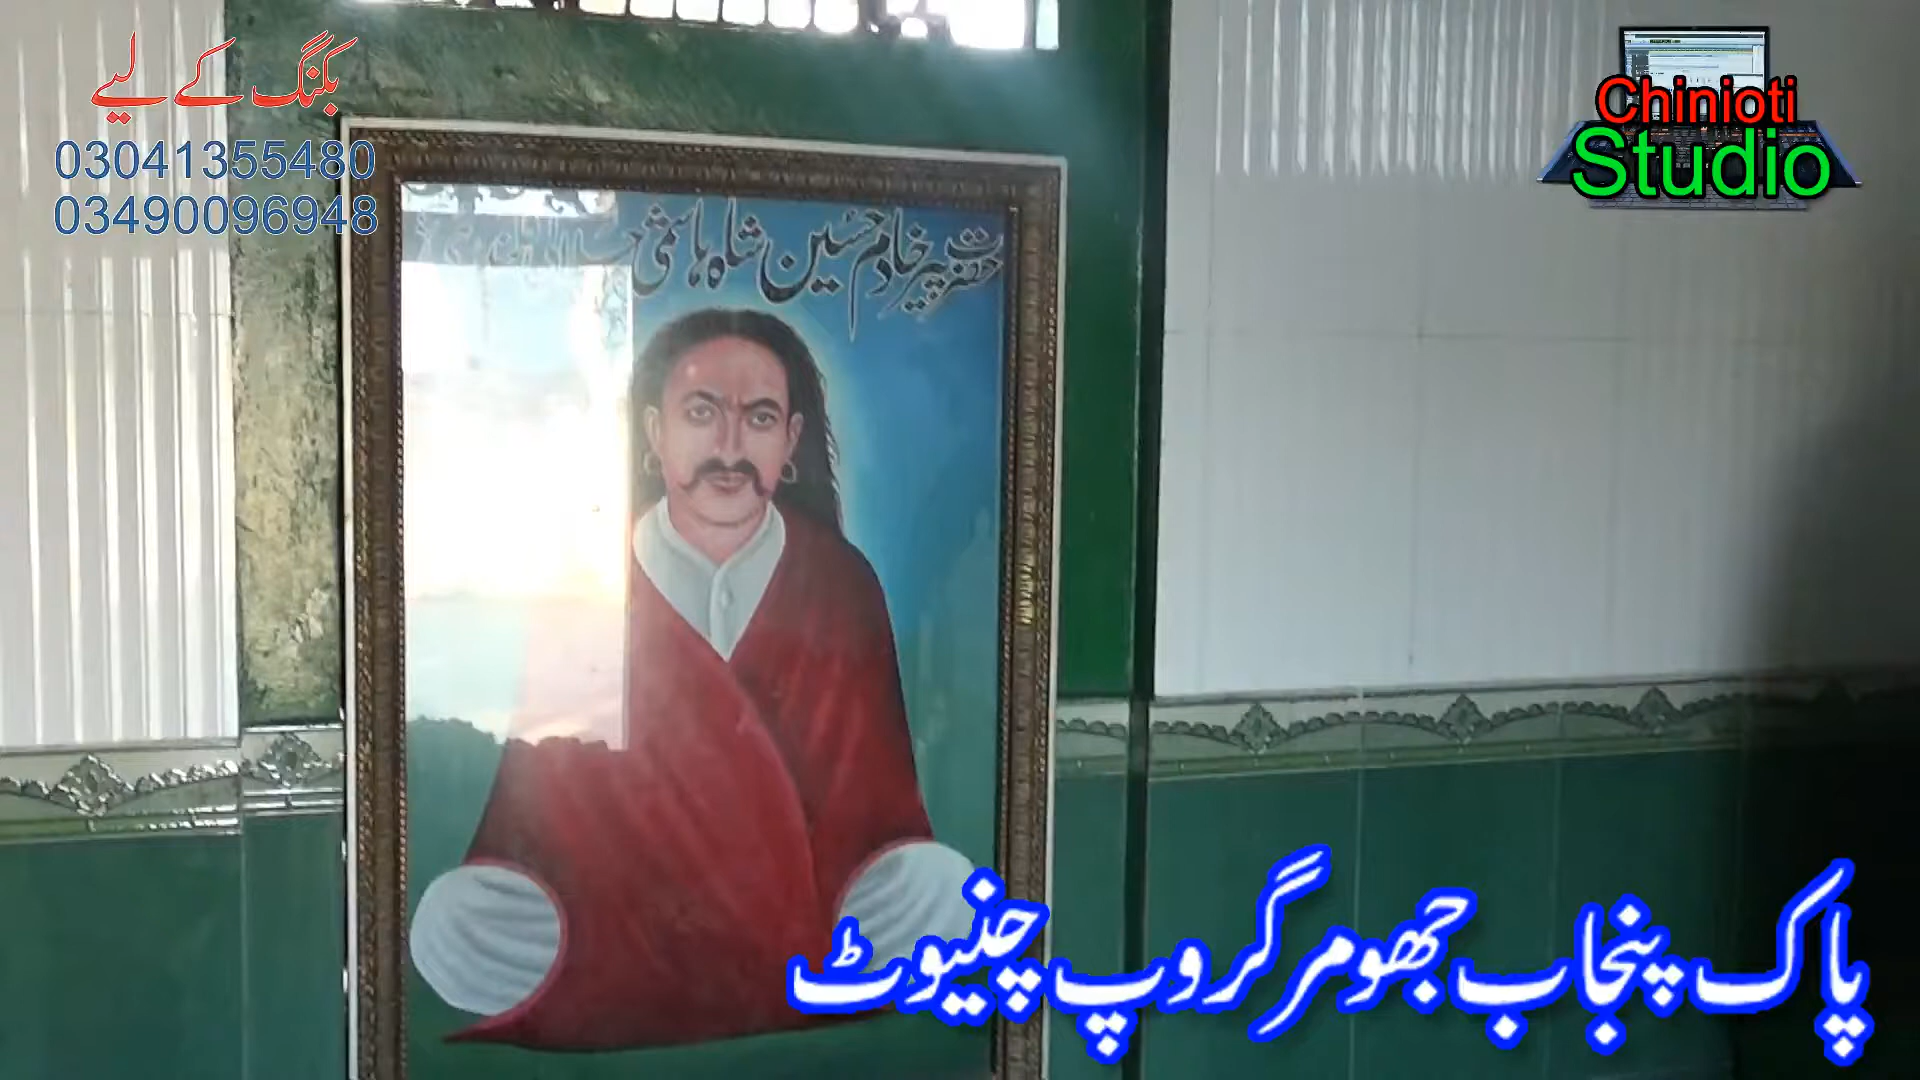 بکنگ کے لیے
03041355480
03490096948
Chinioti
Studio
حضرت پیر خادم حسین شاہ ہاشمی
پاک پنجاب جھومر گروپ چنیوٹ